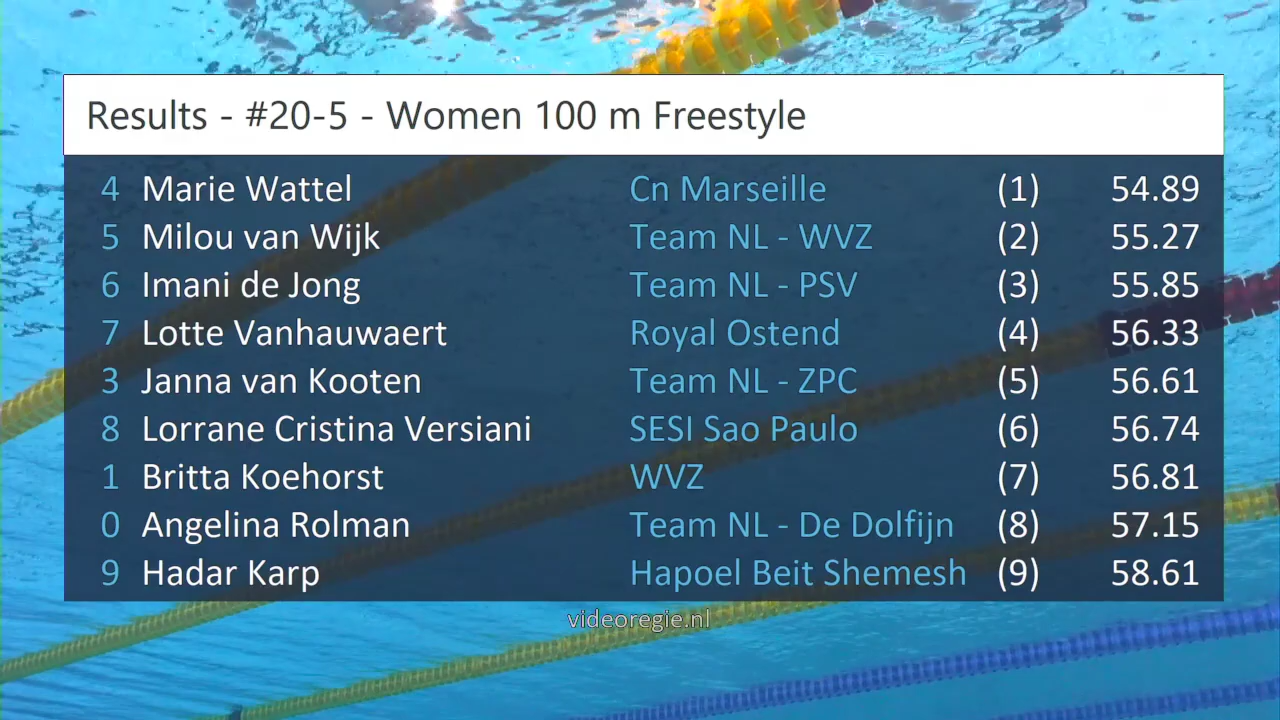 Results - #20-5 - Women 100 m Freestyle
4 Marie Wattel Cn Marseille (1) 54.89
5 Milou van Wijk Team NL - WVZ (2) 55.27
6 Imani de Jong Team NL - PSV (3) 55.85
7 Lotte Vanhauwaert Royal Ostend (4) 56.33
3 Janna van Kooten Team NL - ZPC (5) 56.61
8 Lorrane Cristina Versiani SESI Sao Paulo (6) 56.74
1 Britta Koehorst WVZ (7) 56.81
0 Angelina Rolman Team NL - De Dolfijn (8) 57.15
9 Hadar Karp Hapoel Beit Shemesh (9) 58.61
videoregie.nl